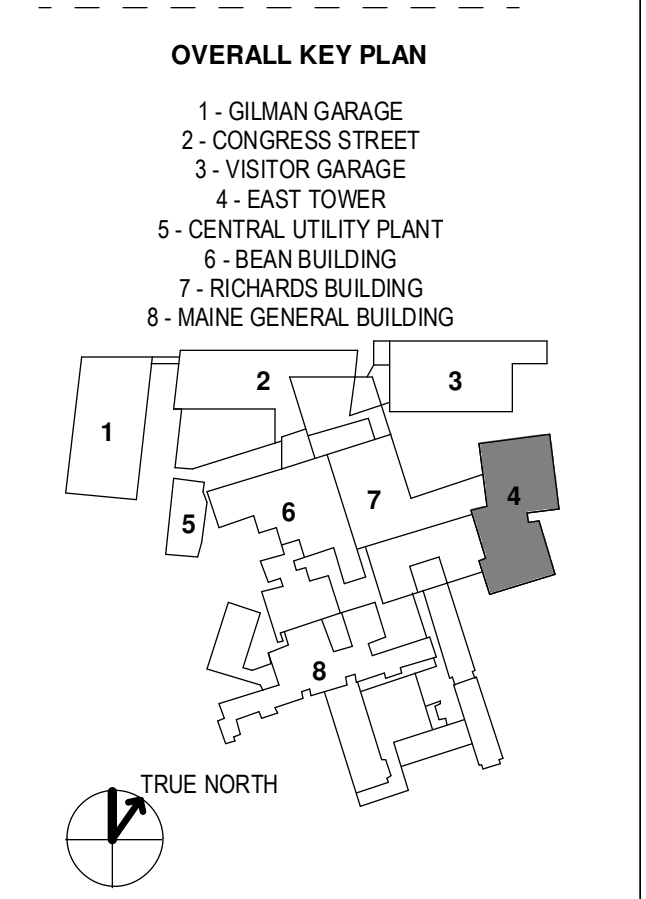 OVERALL KEY PLAN
1 - GILMAN GARAGE
2 - CONGRESS STREET
3 - VISITOR GARAGE
4 - EAST TOWER
5 - CENTRAL UTILITY PLANT
6 - BEAN BUILDING
7 - RICHARDS BUILDING
8 - MAINE GENERAL BUILDING
2
3
1
4
7
6
5
8
TRUE NORTH